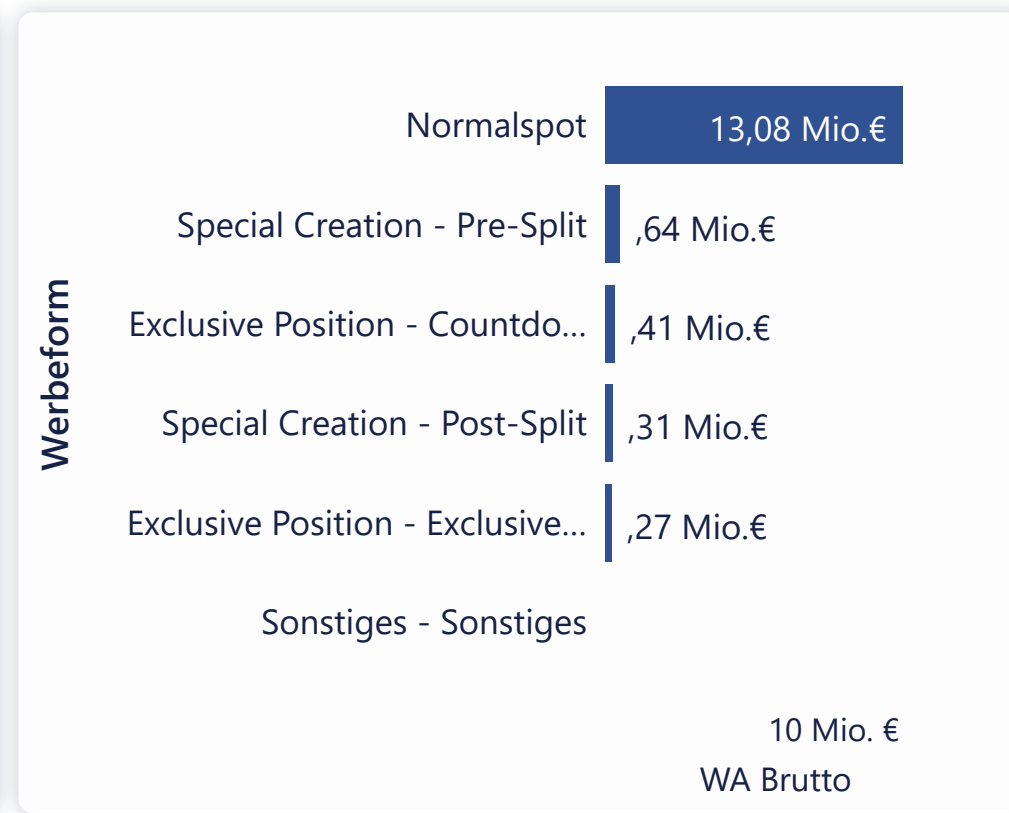 Werbeform
Normalspot 13,08 Mio.€
Special Creation - Pre-Split ,64 Mio.€
Exclusive Position - Countdo... ,41 Mio.€
Special Creation - Post-Split ,31 Mio.€
Exclusive Position - Exclusive... ,27 Mio.€
Sonstiges - Sonstiges
10 Mio. €
WA Brutto